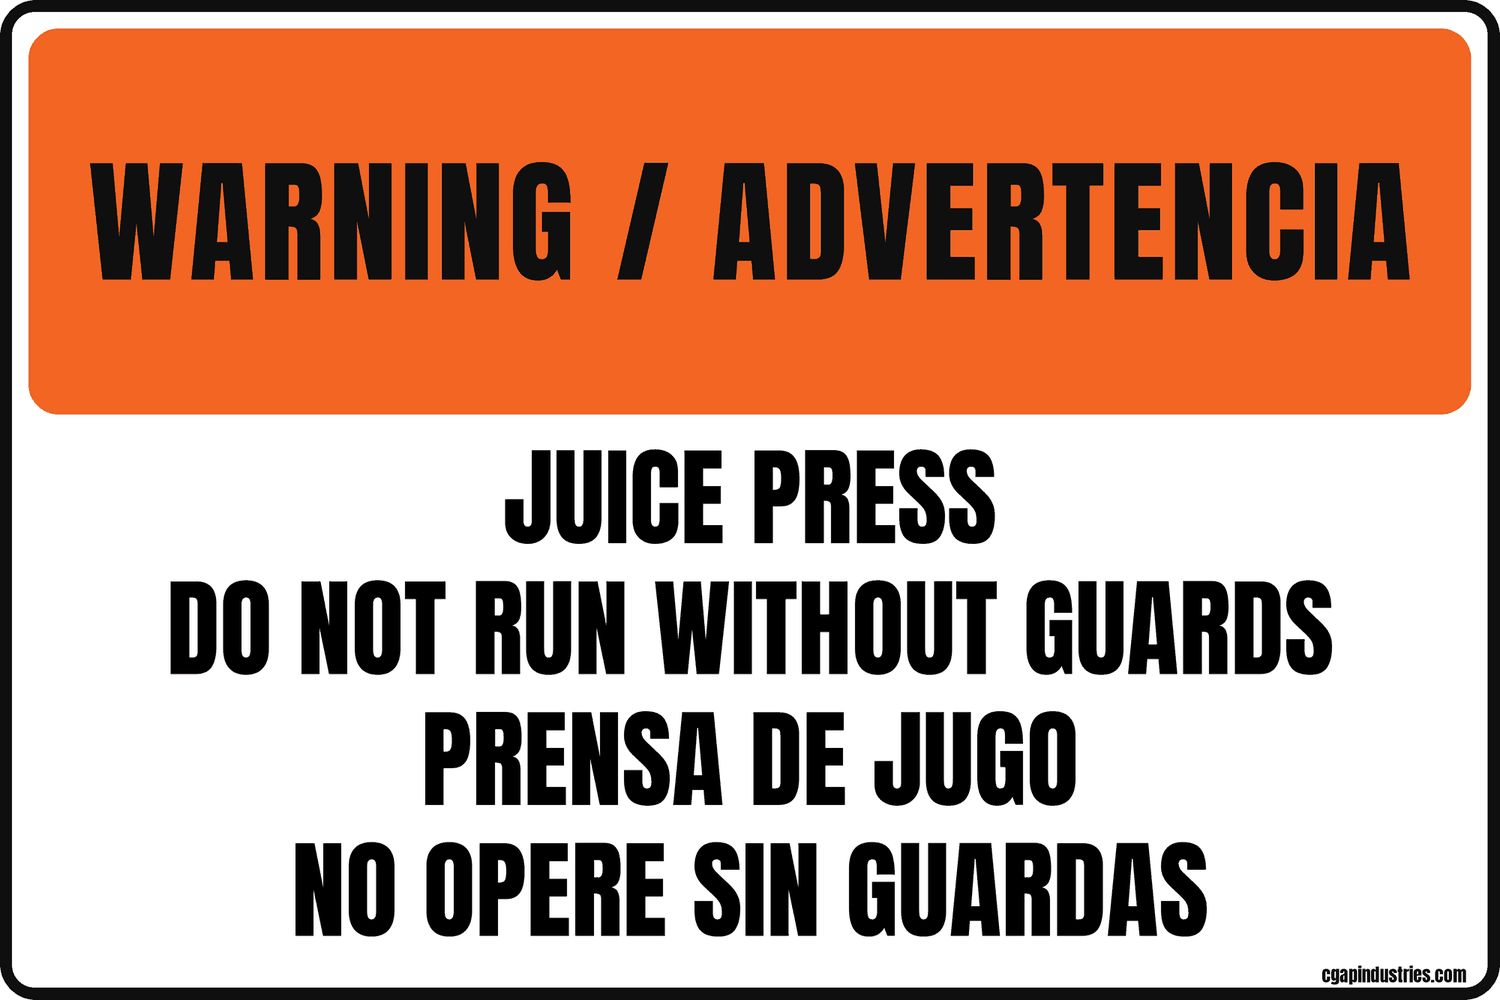 WARNING / ADVERTENCIA
JUICE PRESS
DO NOT RUN WITHOUT GUARDS
PRENSA DE JUGO
NO OPERE SIN GUARDAS
cgapindustries.com